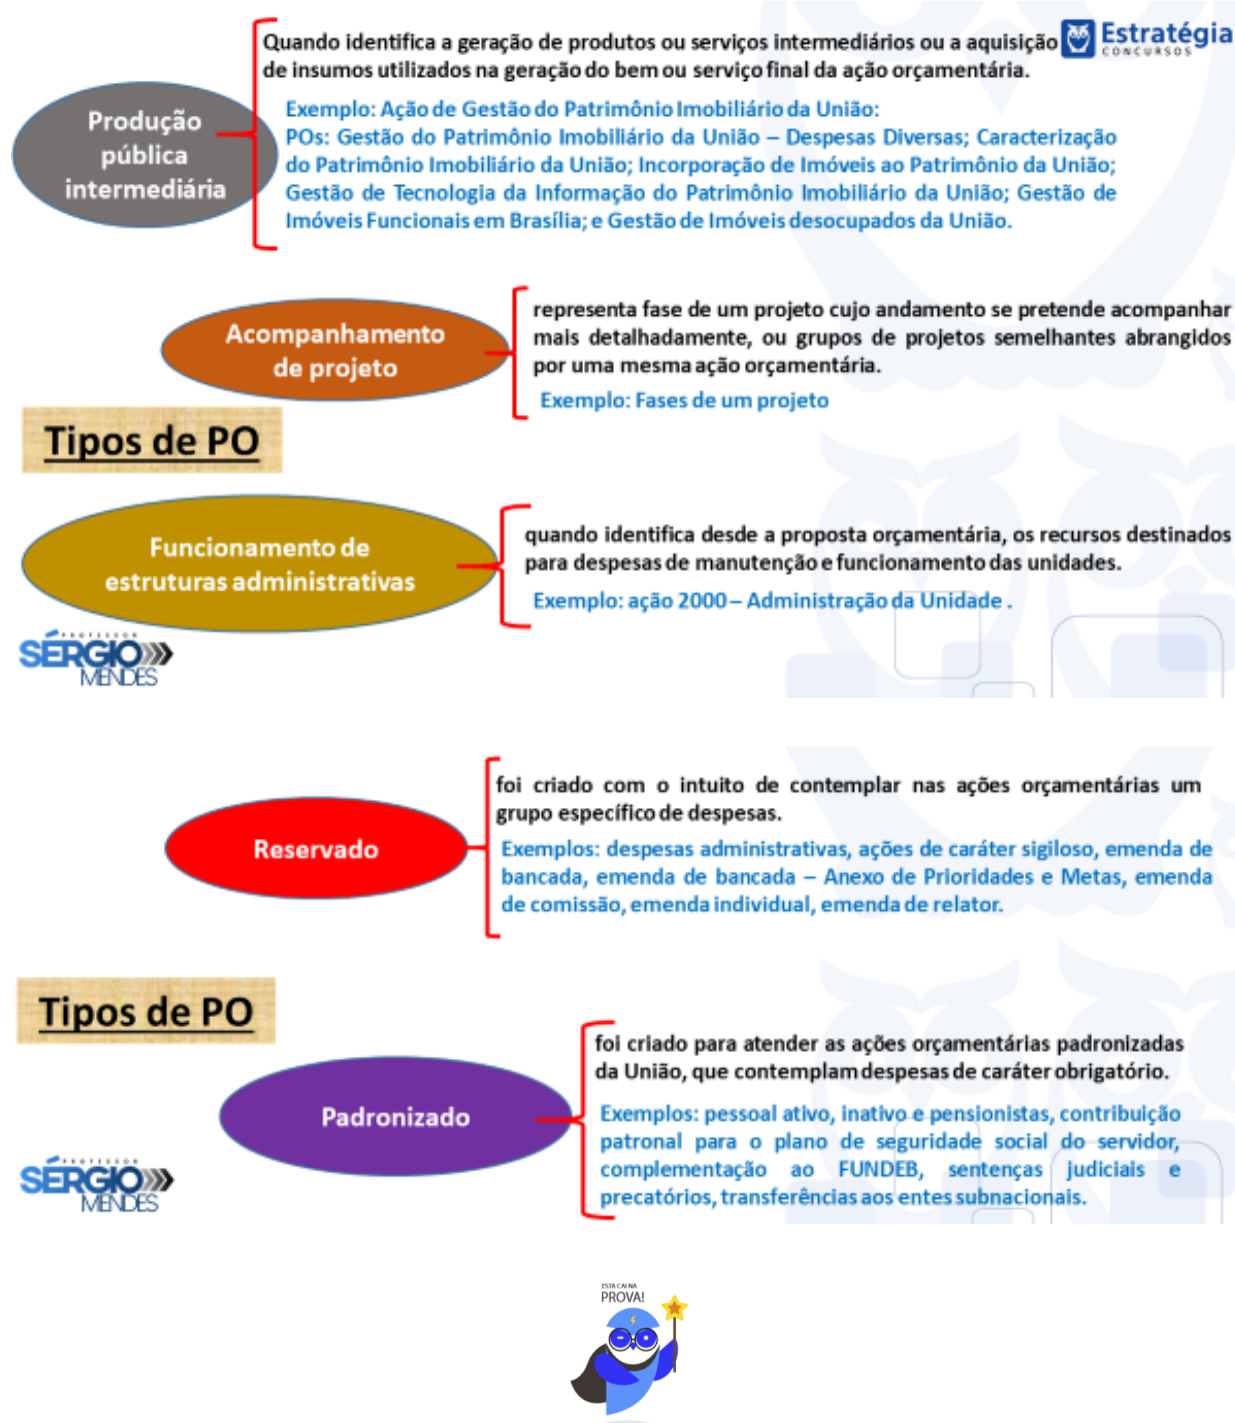 Quando identifica a geração de produtos ou serviços intermediários ou a aquisição
de insumos utilizados na geração do bem ou serviço final da ação orçamentária.
Estratégia
CONCURSOS
Produção
pública
intermediária
Exemplo: Ação de Gestão do Patrimônio Imobiliário da União:
POs: Gestão do Patrimônio Imobiliário da União – Despesas Diversas; Caracterização
do Patrimônio Imobiliário da União; Incorporação de Imóveis ao Patrimônio da União;
Gestão de Tecnologia da Informação do Patrimônio Imobiliário da União; Gestão de
Imóveis Funcionais em Brasília; e Gestão de Imóveis desocupados da União.
Acompanhamento
de projeto
representa fase de um projeto cujo andamento se pretende acompanhar
mais detalhadamente, ou grupos de projetos semelhantes abrangidos
por uma mesma ação orçamentária.
Exemplo: Fases de um projeto
Tipos de PO
Funcionamento de
estruturas administrativas
quando identifica desde a proposta orçamentária, os recursos destinados
para despesas de manutenção e funcionamento das unidades.
Exemplo: ação 2000 – Administração da Unidade .
PROFESSOR
SÉRGIO
MENDES
Reservado
foi criado com o intuito de contemplar nas ações orçamentárias um
grupo específico de despesas.
Exemplos: despesas administrativas, ações de caráter sigiloso, emenda de
bancada, emenda de bancada – Anexo de Prioridades e Metas, emenda
de comissão, emenda individual, emenda de relator.
Tipos de PO
Padronizado
foi criado para atender as ações orçamentárias padronizadas
da União, que contemplam despesas de caráter obrigatório.
Exemplos: pessoal ativo, inativo e pensionistas, contribuição
patronal para o plano de seguridade social do servidor,
complementação ao FUNDEB, sentenças judiciais e
precatórios, transferências aos entes subnacionais.
PROFESSOR
SÉRGIO
MENDES
ESTA CAI NA
PROVA!